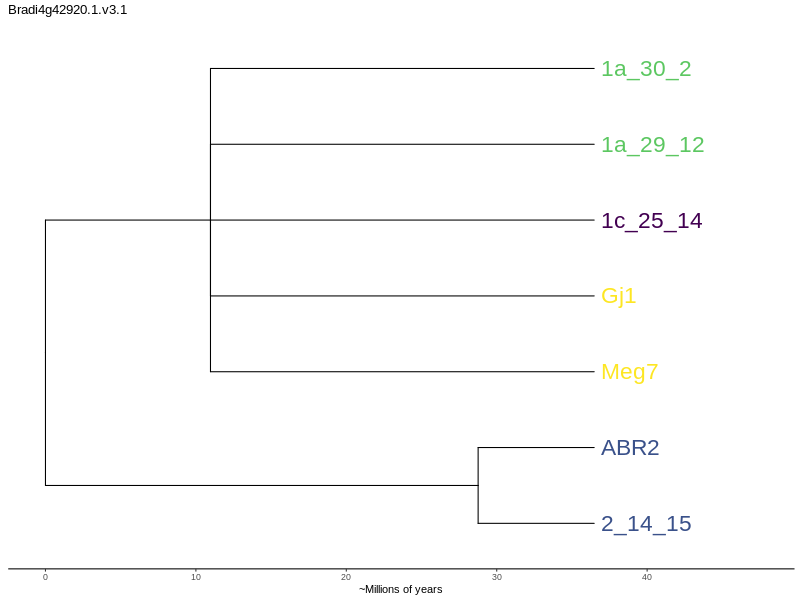 Bradi4g42920.1.v3.1
1a_30_2
1a_29_12
1c_25_14
Gj1
Meg7
ABR2
2_14_15
0 10 20 30 40
~Millions of years